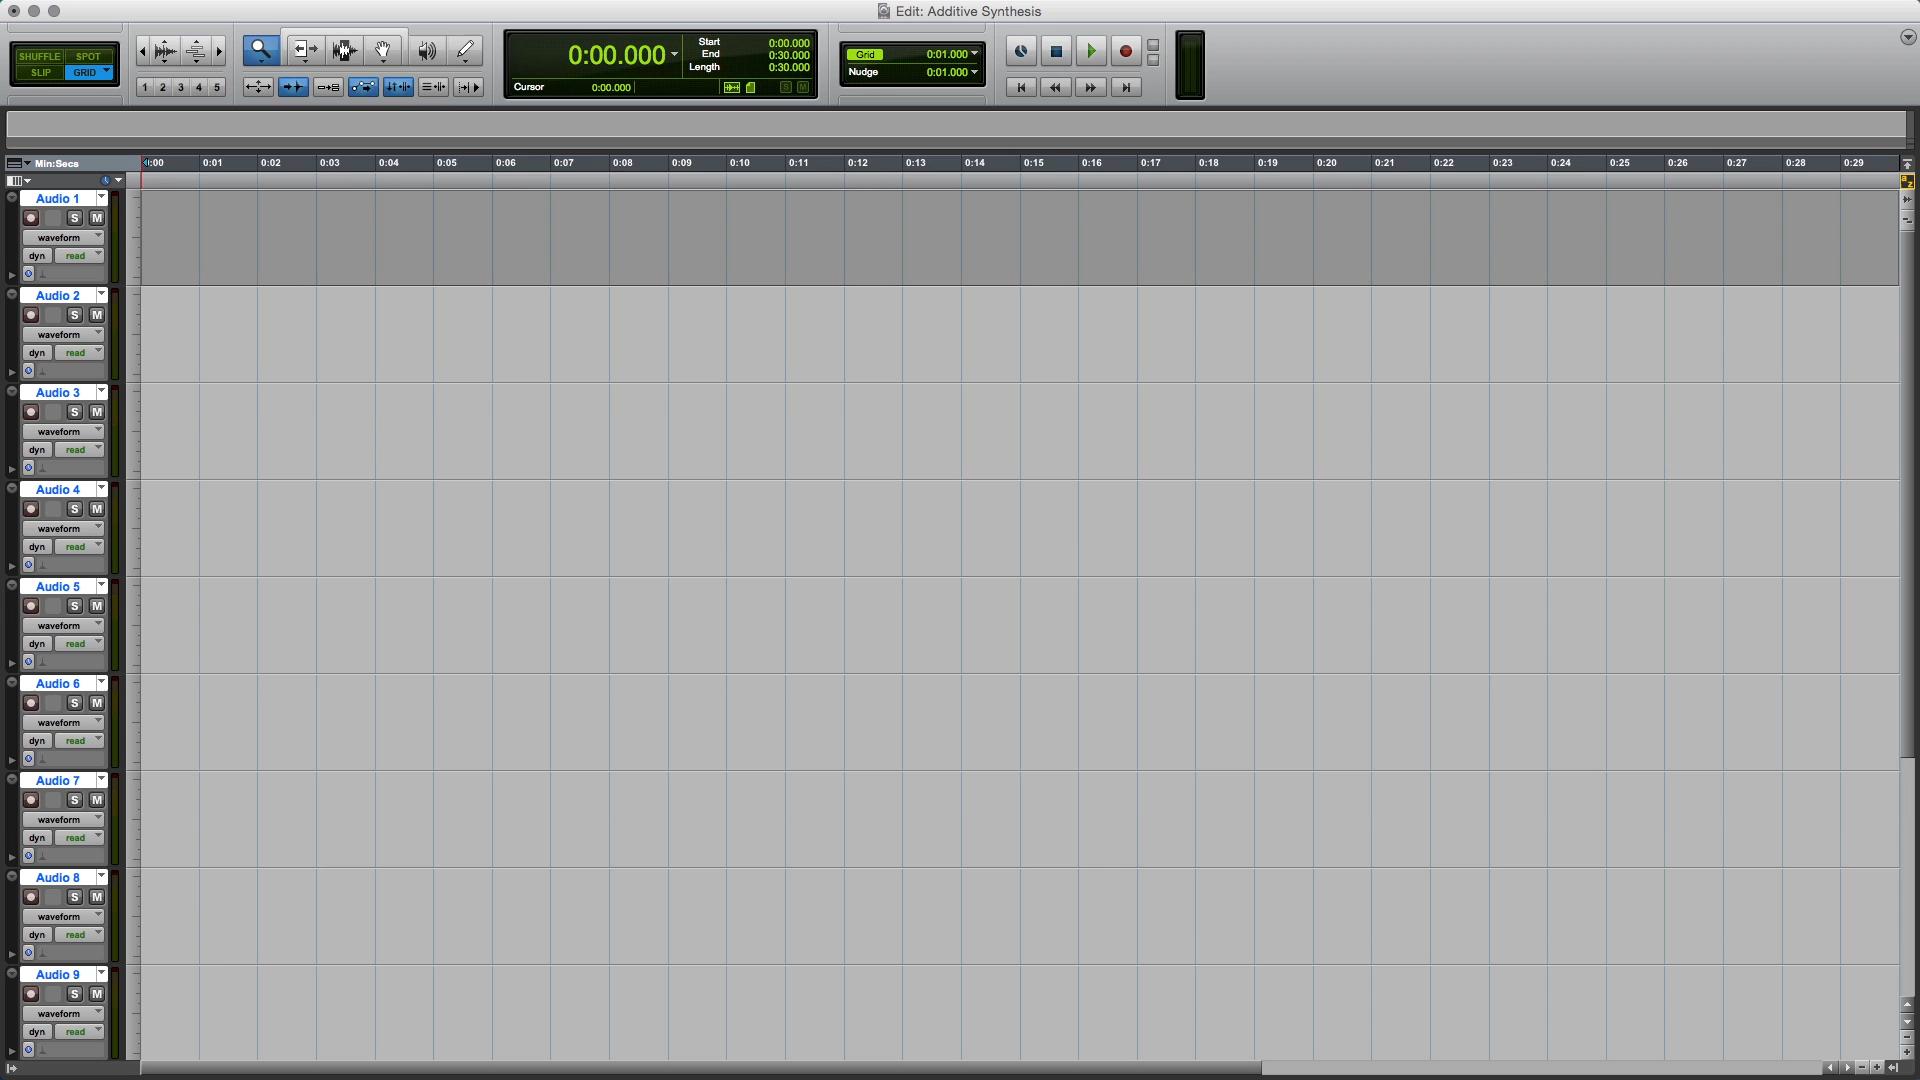 Edit: Additive Synthesis
SHUFFLE SPOT
SLIP GRID
1 2 3 4 5
0:00.000
Start 0:00.000
End 0:30.000
Length 0:30.000
Cursor 0:00.000
S M
Grid 0:01.000
Nudge 0:01.000
Min:Secs
0:00 0:01 0:02 0:03 0:04 0:05 0:06 0:07 0:08 0:09 0:10 0:11 0:12 0:13 0:14 0:15 0:16 0:17 0:18 0:19 0:20 0:21 0:22 0:23 0:24 0:25 0:26 0:27 0:28 0:29
a z
Audio 1
S M
waveform
dyn read
Audio 2
S M
waveform
dyn read
Audio 3
S M
waveform
dyn read
Audio 4
S M
waveform
dyn read
Audio 5
S M
waveform
dyn read
Audio 6
S M
waveform
dyn read
Audio 7
S M
waveform
dyn read
Audio 8
S M
waveform
dyn read
Audio 9
S M
waveform
dyn read